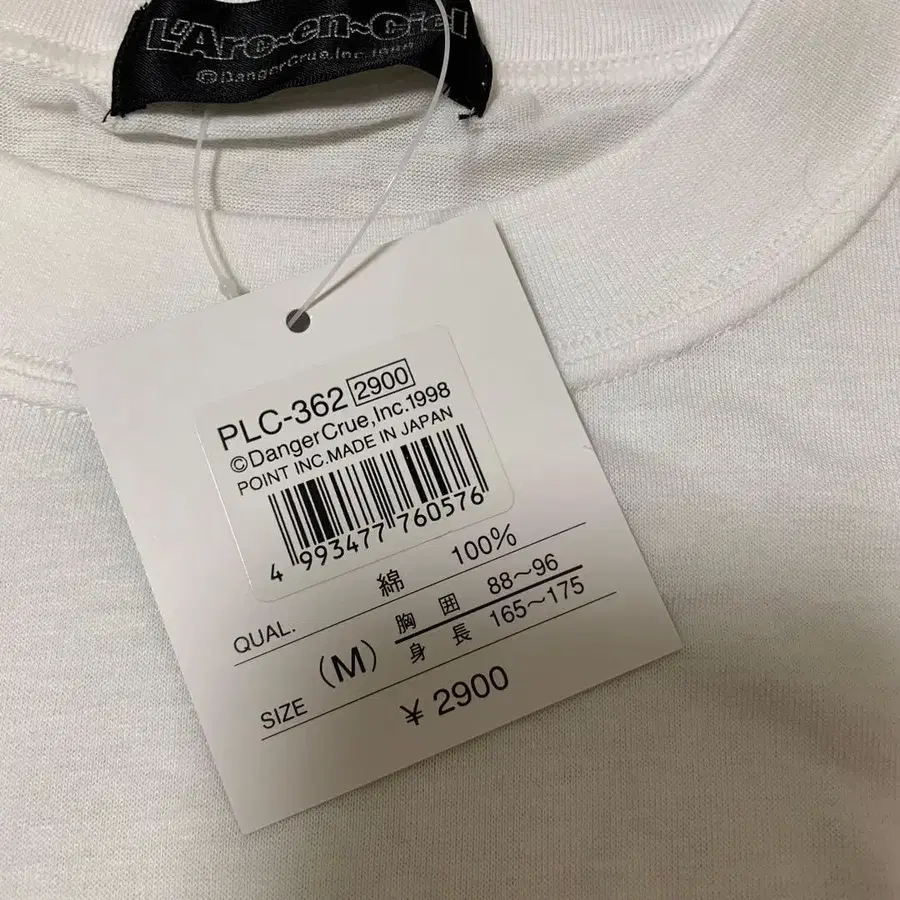 L'Arc~en~Ciel
©DangerCrue,Inc.1998
PLC-362 2900
©DangerCrue,Inc.1998
POINT INC.MADE IN JAPAN
4 993477 760576
QUAL. 綿 100%
SIZE (M) 胸囲 88~96
身長 165~175
¥2900